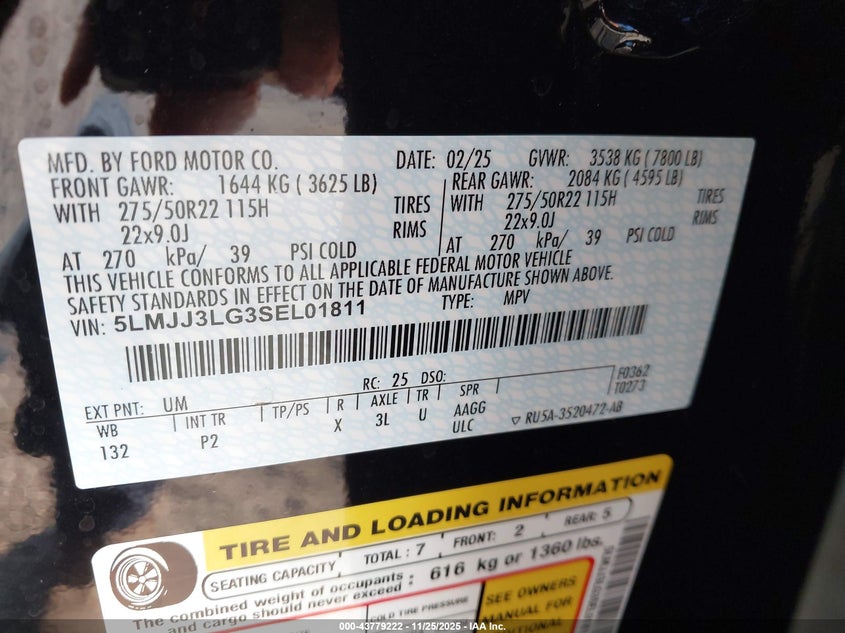 MFD. BY FORD MOTOR CO. DATE: 02/25 GVWR: 3538 KG ( 7800 LB)
FRONT GAWR: 1644 KG ( 3625 LB) REAR GAWR: 2084 KG ( 4595 LB)
WITH 275/50R22 115H TIRES WITH 275/50R22 115H TIRES
22x9.0J RIMS 22x9.0J RIMS
AT 270 kPa/ 39 PSI COLD AT 270 kPa/ 39 PSI COLD
THIS VEHICLE CONFORMS TO ALL APPLICABLE FEDERAL MOTOR VEHICLE
SAFETY STANDARDS IN EFFECT ON THE DATE OF MANUFACTURE SHOWN ABOVE.
VIN: 5LMJJ3LG3SEL01811 TYPE: MPV
EXT PNT: UM RC: 25 DSO: F0362
T0273
WB INT TR TP/PS R AXLE TR SPR
132 P2 X 3L U AAGG
ULC ▽ RU5A-3520472-AB
TIRE AND LOADING INFORMATION
SEATING CAPACITY TOTAL : 7 FRONT: 2 REAR: 5
The combined weight of occupants : 616 kg or 1360 lbs.
and cargo should never exceed
COLD TIRE PRESSURE SEE OWNERS
MANUAL FOR
ADDITIONAL
000-43779222 - 11/25/2025 - IAA Inc.